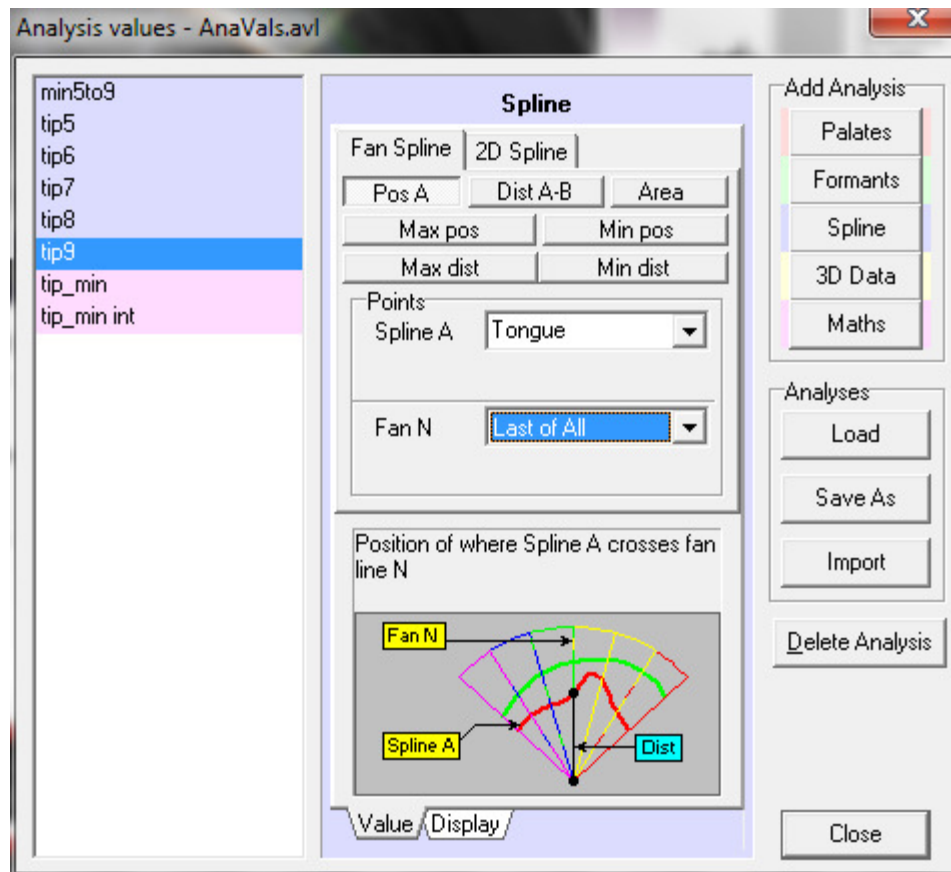 Analysis values - AnaVals.avl
min5to9
tip5
tip6
tip7
tip8
tip9
tip_min
tip_min int
Spline
Fan Spline 2D Spline
Pos A Dist A-B Area
Max pos Min pos
Max dist Min dist
Points
Spline A Tongue
Fan N Last of All
Position of where Spline A crosses fan
line N
Fan N
Spline A
Dist
Value Display
Add Analysis
Palates
Formants
Spline
3D Data
Maths
Analyses
Load
Save As
Import
Delete Analysis
Close